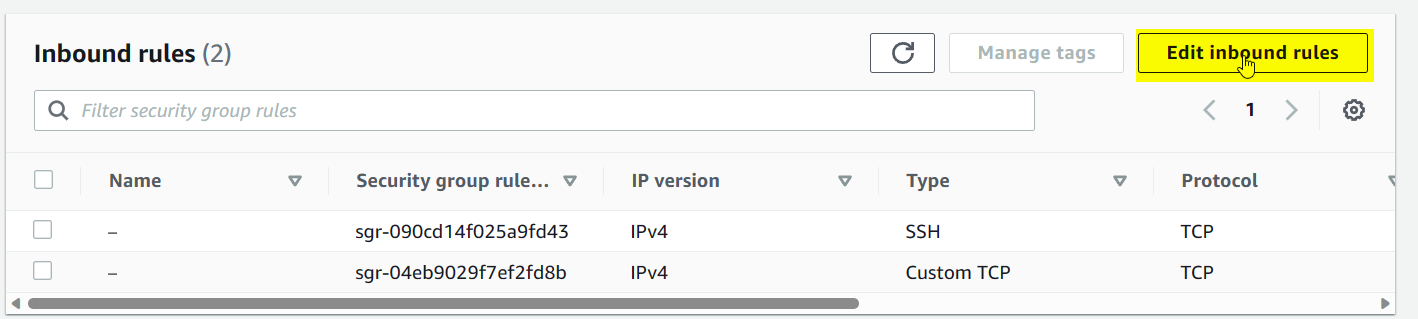 Inbound rules (2)
Manage tags
Edit inbound rules
Filter security group rules
1
Name Security group rule... IP version Type Protocol
– sgr-090cd14f025a9fd43 IPv4 SSH TCP
– sgr-04eb9029f7ef2fd8b IPv4 Custom TCP TCP